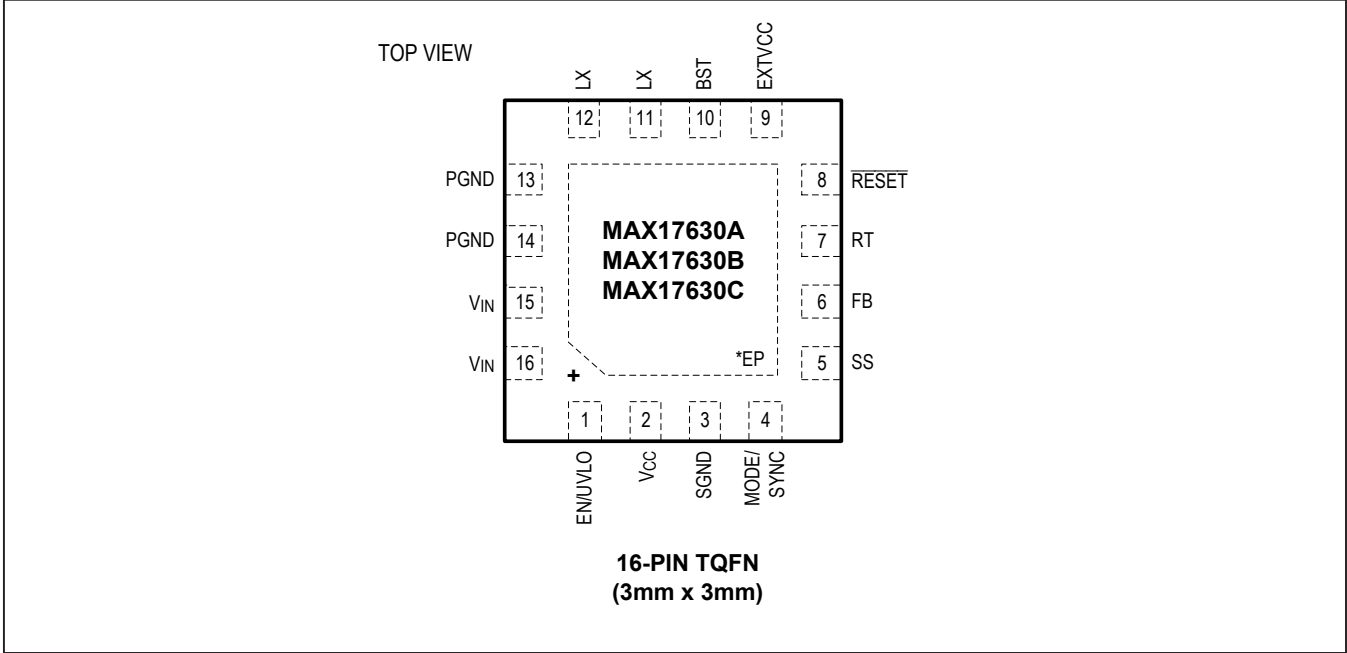 TOP VIEW
LX
LX
BST
EXTVCC
12
11
10
9
PGND 13
8 R̅E̅S̅E̅T̅
PGND 14
7 RT
MAX17630A
MAX17630B
MAX17630C
VIN 15
6 FB
VIN 16
5 SS
*EP
+
1
2
3
4
EN/UVLO
VCC
SGND
MODE/
SYNC
16-PIN TQFN
(3mm x 3mm)